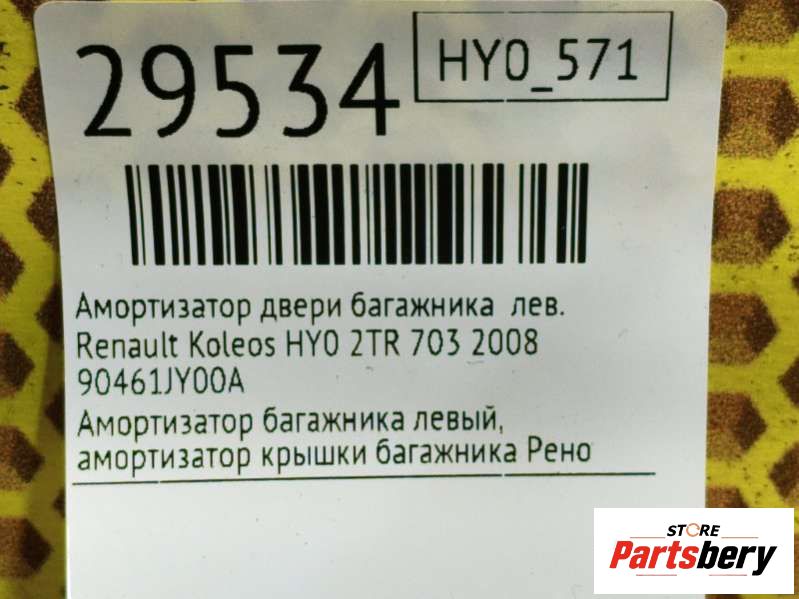 29534
HY0_571
Амортизатор двери багажника лев.
Renault Koleos HY0 2TR 703 2008
90461JY00A
Амортизатор багажника левый,
амортизатор крышки багажника Рено
STORE
Partsbery